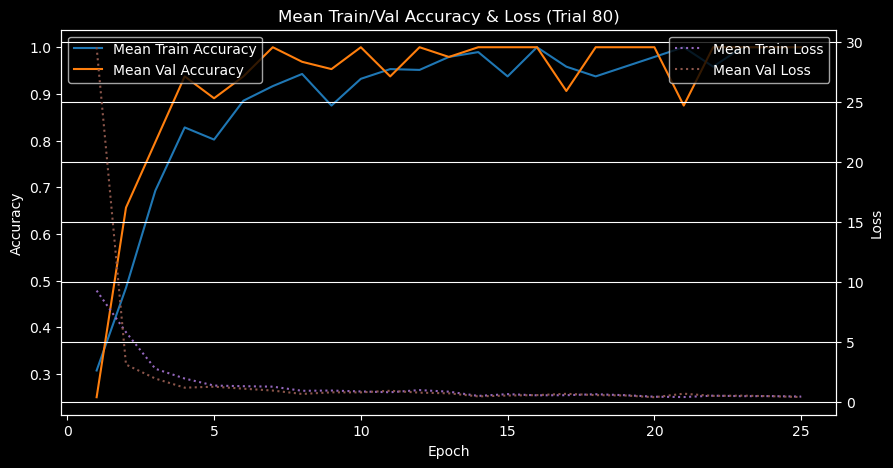 Mean Train/Val Accuracy & Loss (Trial 80)
Mean Train Accuracy
Mean Val Accuracy
Mean Train Loss
Mean Val Loss
1.0
0.9
0.8
0.7
0.6
0.5
0.4
0.3
Accuracy
30
25
20
15
10
5
0
Loss
0 5 10 15 20 25
Epoch